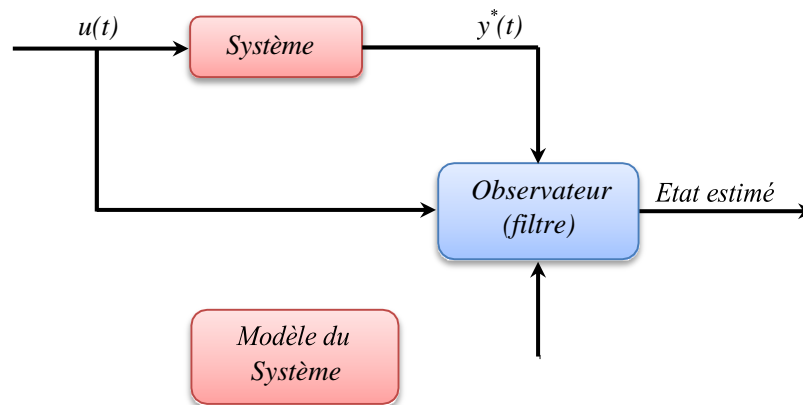 u(t)
Système
y*(t)
Observateur
(filtre)
Etat estimé
Modèle du
Système